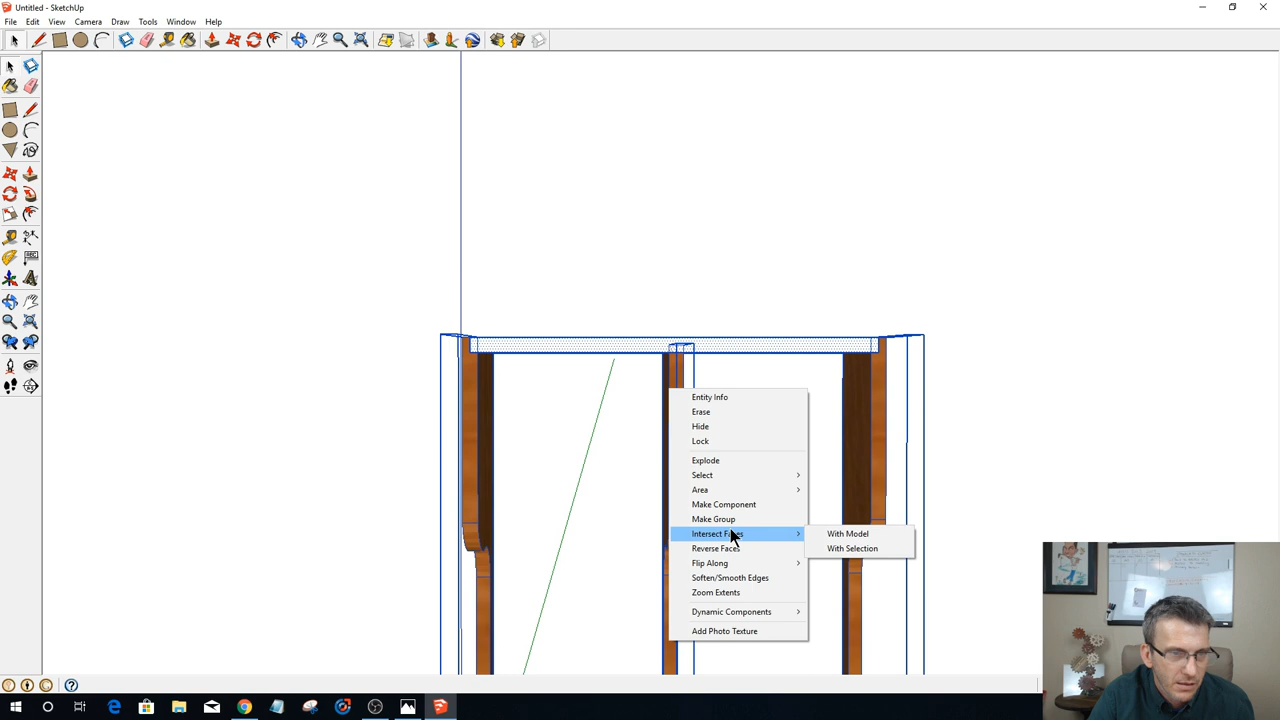 Untitled - SketchUp
File Edit View Camera Draw Tools Window Help
Entity Info
Erase
Hide
Lock
Explode
Select
Area
Make Component
Make Group
Intersect Faces
With Model
With Selection
Reverse Faces
Flip Along
Soften/Smooth Edges
Zoom Extents
Dynamic Components
Add Photo Texture